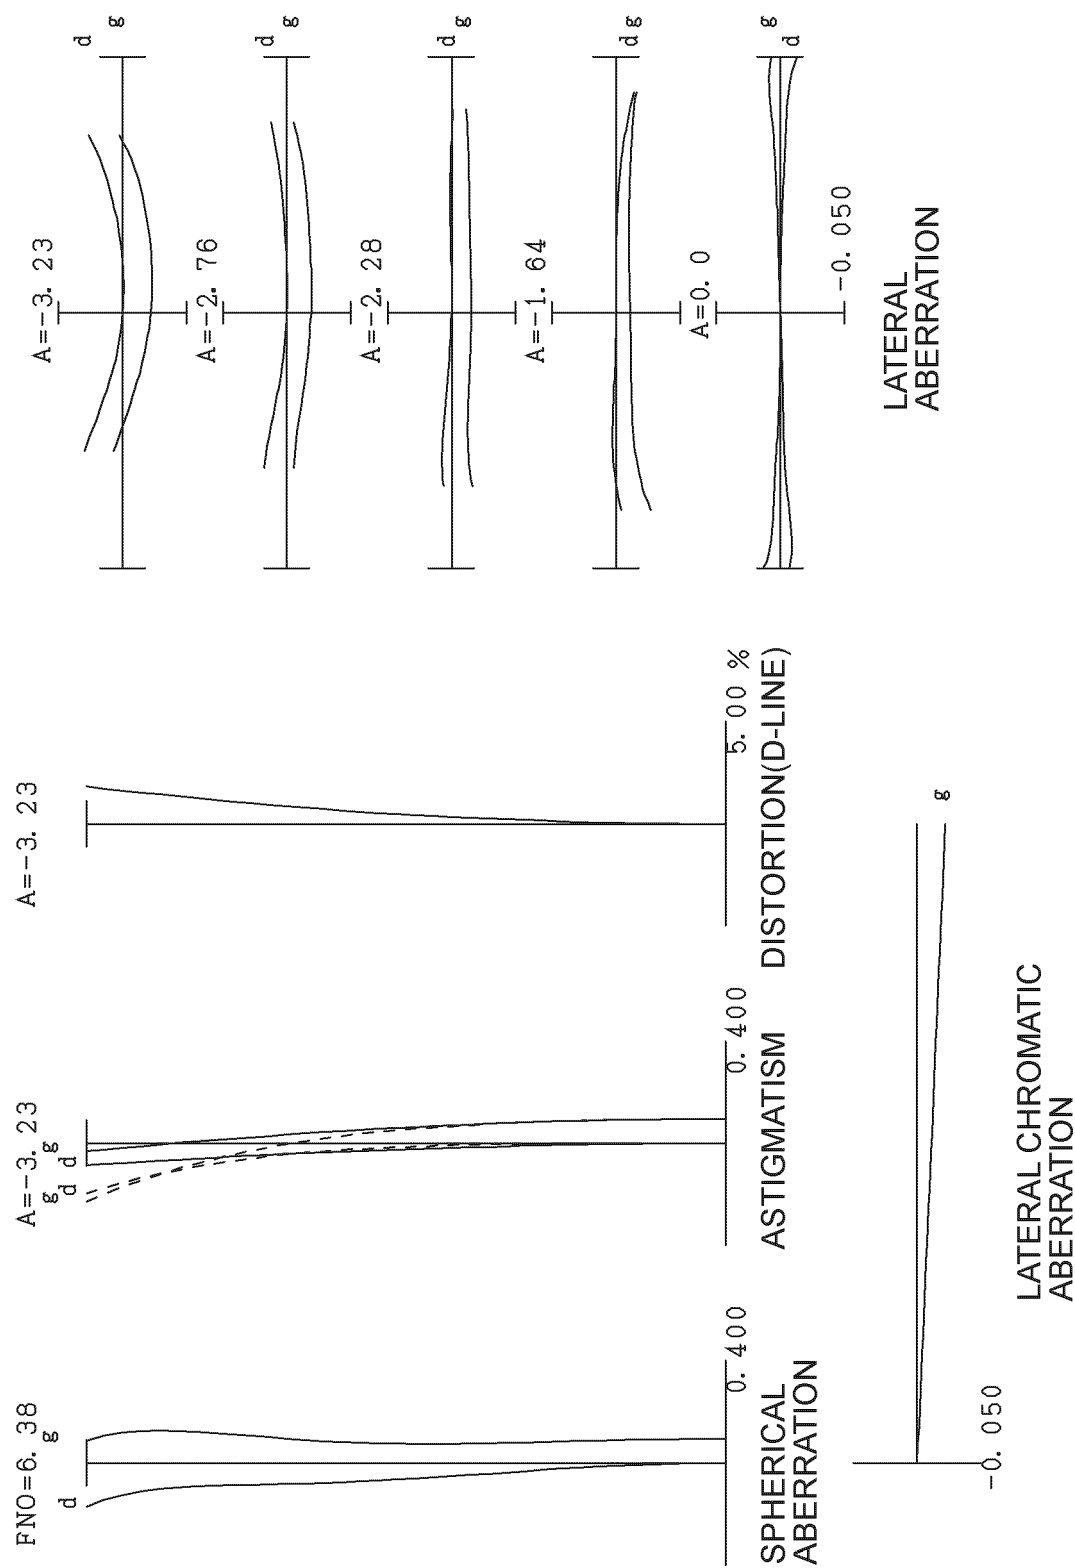 FNO=6. 38
d
g
0. 400
SPHERICAL
ABERRATION
A=-3. 23
g
d
d
g
0. 400
ASTIGMATISM
A=-3. 23
5. 00 %
DISTORTION(D-LINE)
-0. 050
g
LATERAL CHROMATIC
ABERRATION
A=-3. 23
d
g
A=-2. 76
d
g
A=-2. 28
d
g
A=-1. 64
d
g
A=0. 0
g
d
-0. 050
LATERAL
ABERRATION